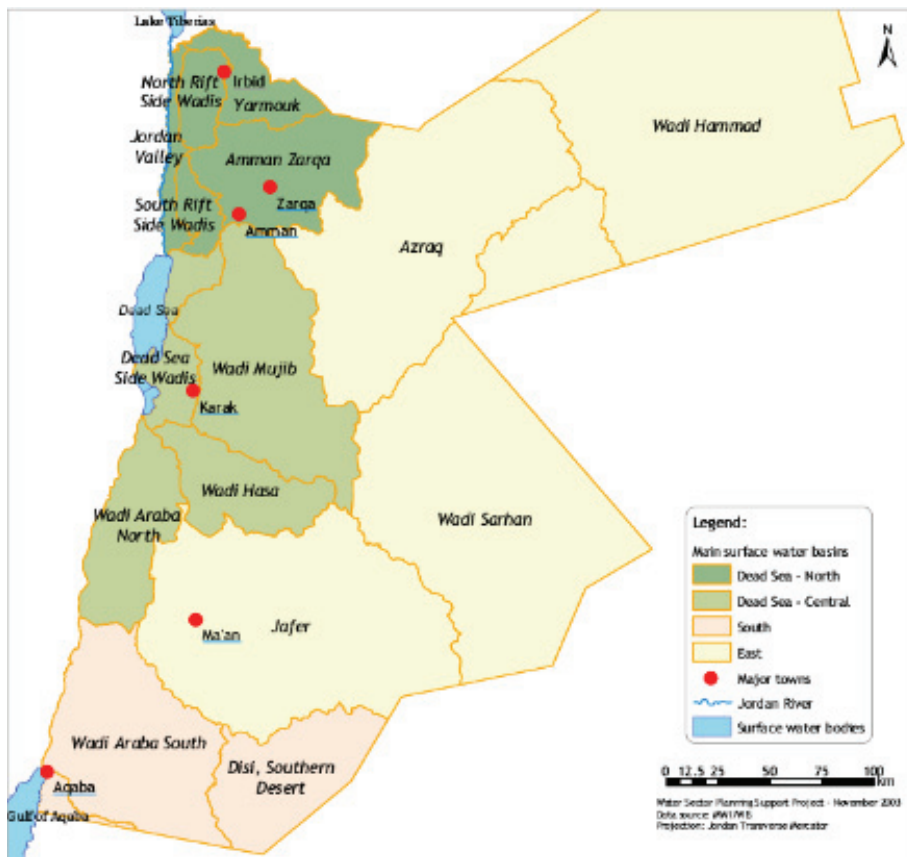 Lake Tiberias
N
Irbid
North Rift
Side Wadis
Yarmouk
Wadi Hammad
Jordan
Valley
Amman Zarqa
Zarqa
South Rift
Side Wadis
Amman
Azraq
Dead Sea
Dead Sea
Side Wadis
Wadi Mujib
Karak
Wadi Hasa
Wadi Araba
North
Wadi Sarhan
Ma'an
Jafer
Wadi Araba South
Disi, Southern
Desert
Aqaba
Gulf of Aqaba
Legend:
Main surface water basins
Dead Sea - North
Dead Sea - Central
South
East
Major towns
Jordan River
Surface water bodies
0 12.5 25 50 75 100
km
Water Sector Planning Support Project - November 2003
Data source:
Projection: Jordan Transverse Mercator